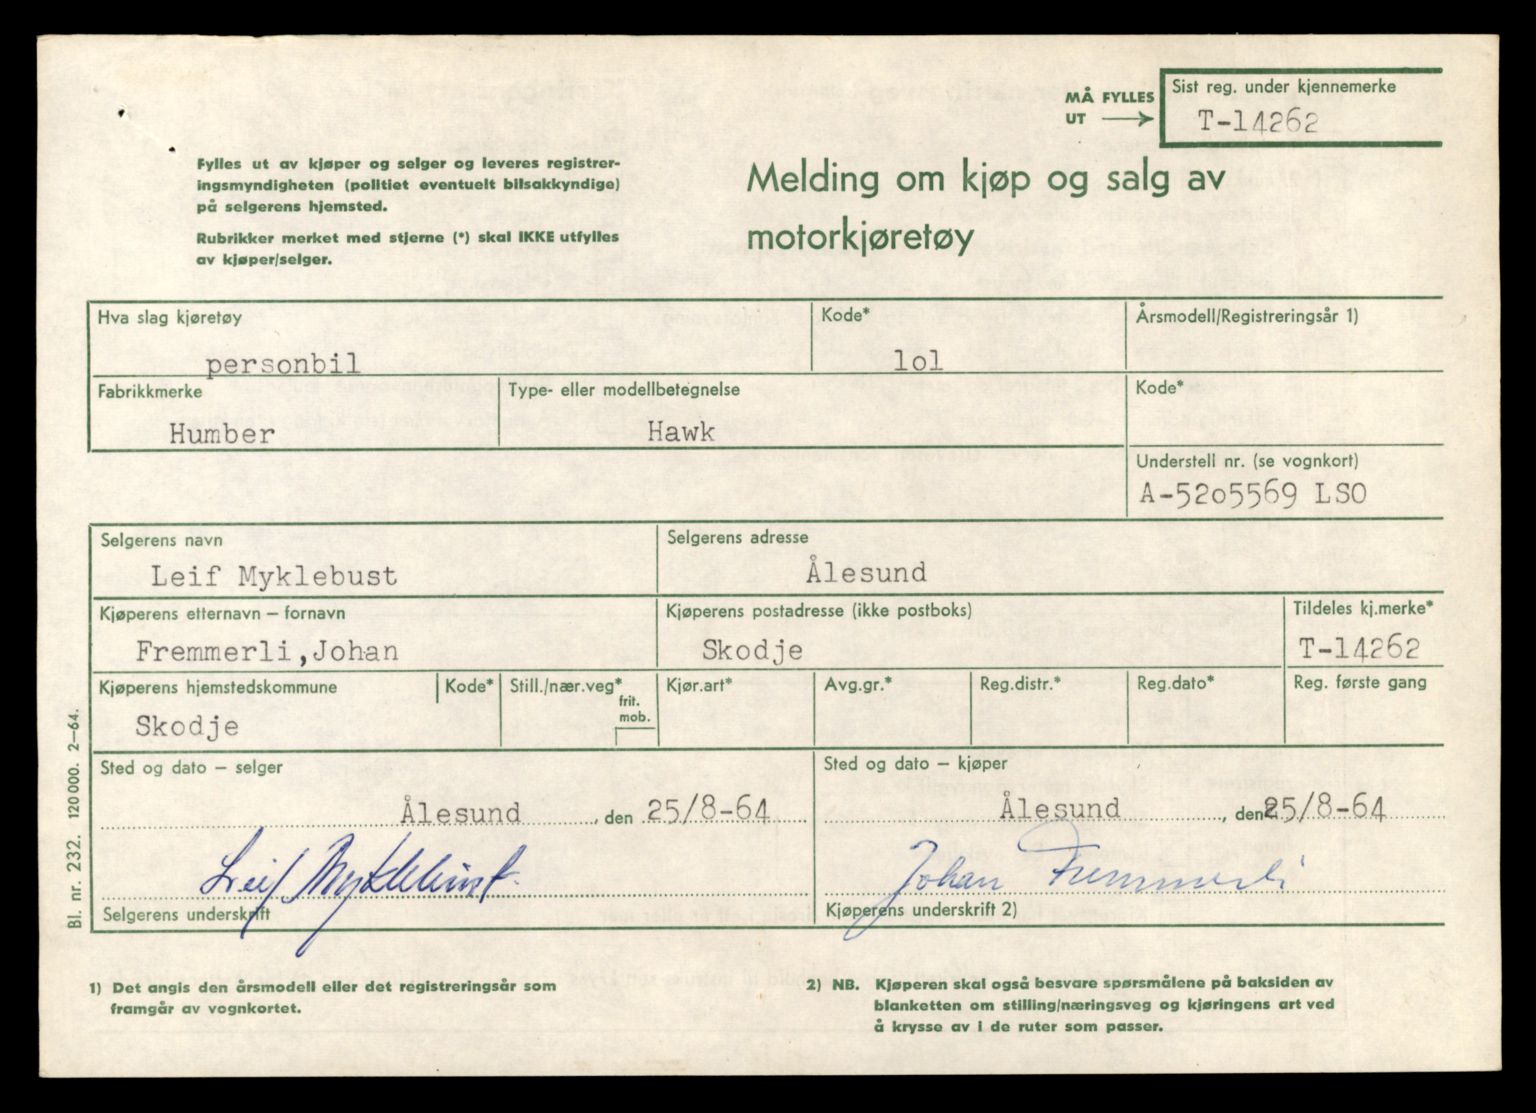 MÅ FYLLES
UT
Sist reg. under kjennemerke
T-14262
Fylles ut av kjøper og selger og leveres registrer-
ingsmyndigheten (politiet eventuelt bilsakkyndige)
på selgerens hjemsted.
Rubrikker merket med stjerne (*) skal IKKE utfylles
av kjøper/selger.
Melding om kjøp og salg av
motorkjøretøy
Hva slag kjøretøy
personbil
Kode*
lol
Årsmodell/Registreringsår 1)
Fabrikkmerke
Humber
Type- eller modellbetegnelse
Hawk
Kode*
Understell nr. (se vognkort)
A-52o5569 LSO
Selgerens navn
Leif Myklebust
Selgerens adresse
Ålesund
Kjøperens etternavn – fornavn
Fremmerli,Johan
Kjøperens postadresse (ikke postboks)
Skodje
Tildeles kj.merke*
T-14262
Kjøperens hjemstedskommune
Skodje
Kode*
Still./nær.veg*
frit.
mob.
Kjør.art*
Avg.gr.*
Reg.distr.*
Reg.dato*
Reg. første gang
Sted og dato – selger
Ålesund, den 25/8-64
Leif Myklebust
Selgerens underskrift
Sted og dato – kjøper
Ålesund, den 25/8-64
Johan Fremmerli
Kjøperens underskrift 2)
Bl. nr. 232. 120 000. 2–64.
1) Det angis den årsmodell eller det registreringsår som
framgår av vognkortet.
2) NB. Kjøperen skal også besvare spørsmålene på baksiden av
blanketten om stilling/næringsveg og kjøringens art ved
å krysse av i de ruter som passer.